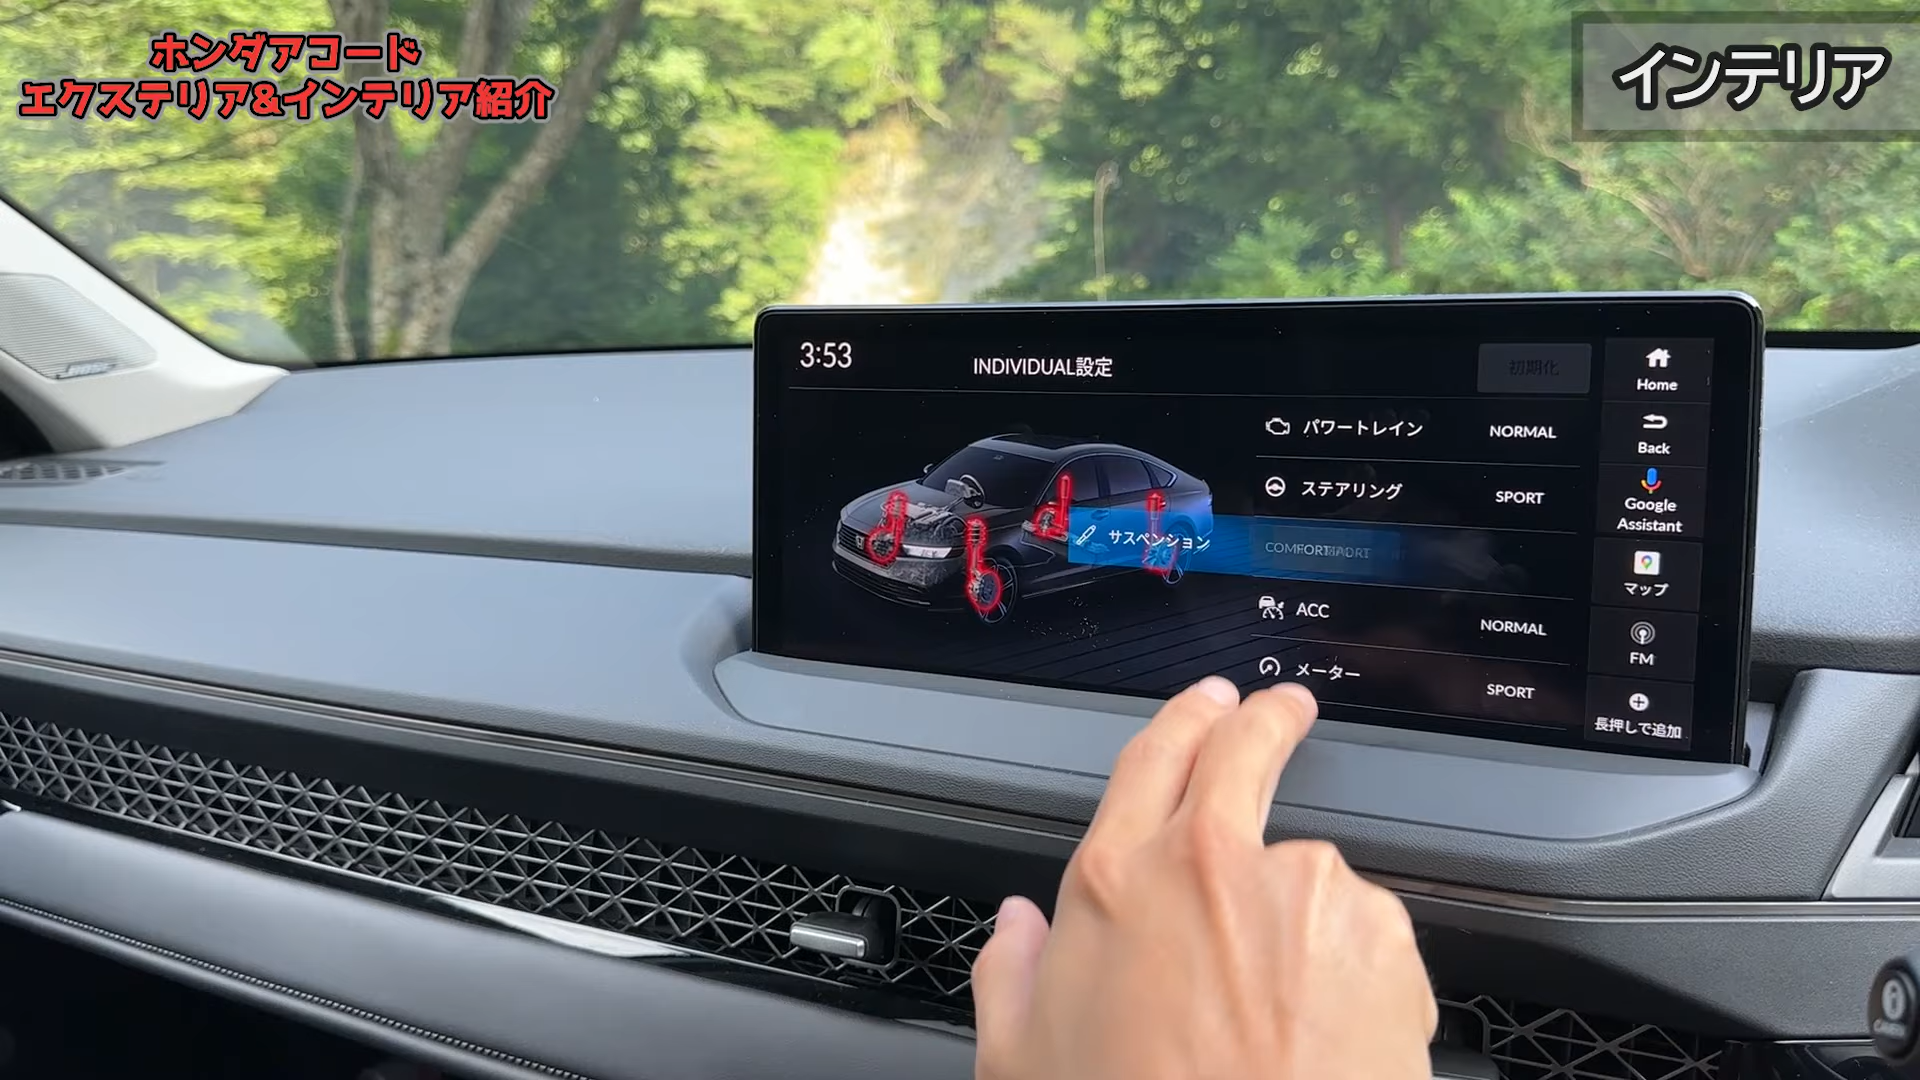 ホンダアコード
エクステリア&インテリア紹介
インテリア
BOSE
3:53
INDIVIDUAL設定
初期化
パワートレイン NORMAL
ステアリング SPORT
サスペンション
COMFORT
ACC NORMAL
メーター SPORT
Home
Back
Google
Assistant
マップ
FM
長押しで追加